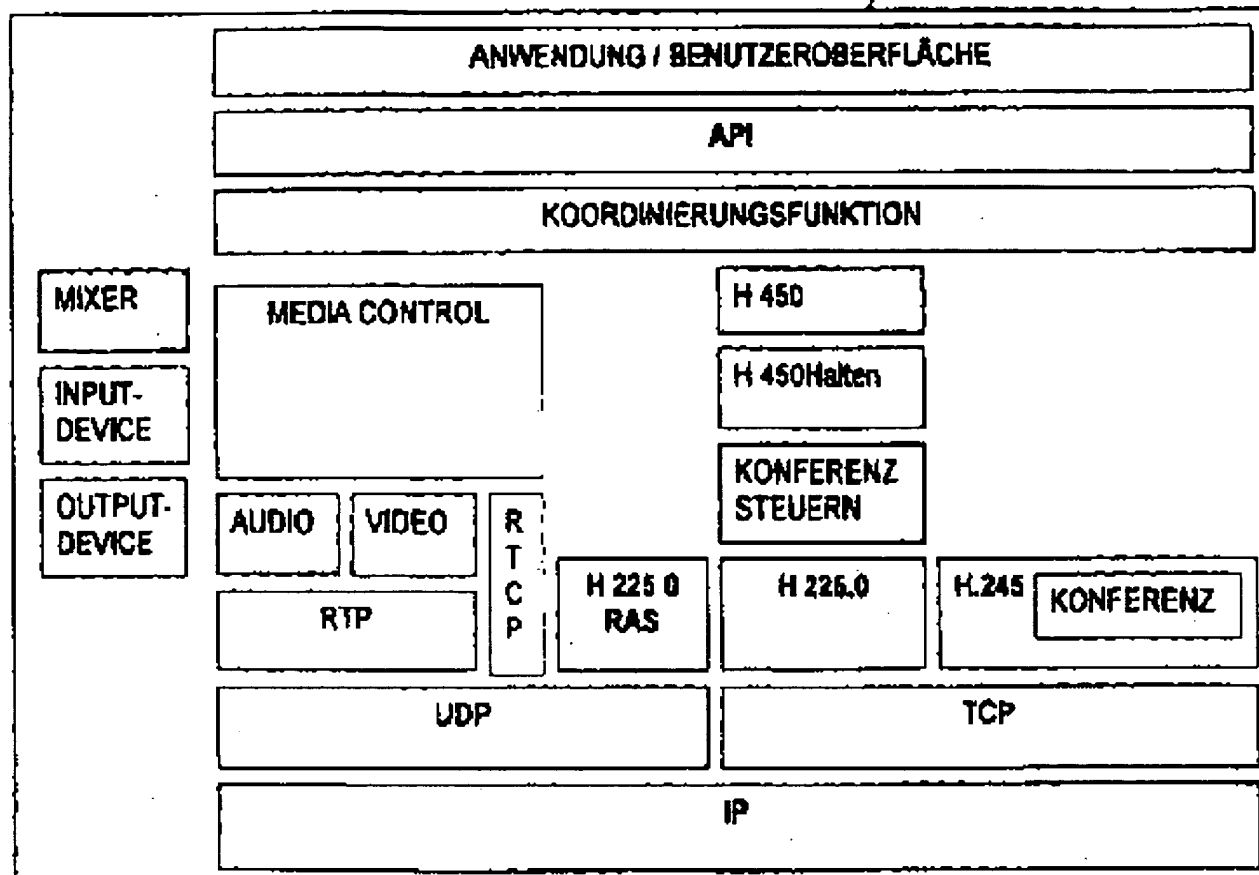 ANWENDUNG / BENUTZEROBERFLÄCHE
API
KOORDINIERUNGSFUNKTION
MIXER
MEDIA CONTROL
H 450
INPUT-
DEVICE
H 450Halten
OUTPUT-
DEVICE
AUDIO
VIDEO
RTCP
KONFERENZ
STEUERN
RTP
H 225 0
RAS
H 225.0
H.245
KONFERENZ
UDP
TCP
IP